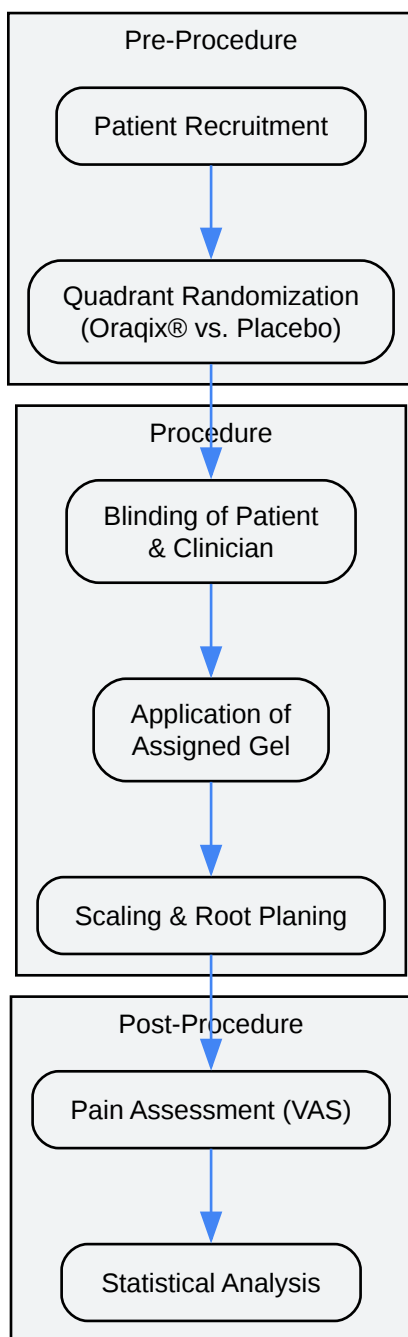 Pre-Procedure
Patient Recruitment
Quadrant Randomization
(Oraqix® vs. Placebo)
Procedure
Blinding of Patient
& Clinician
Application of
Assigned Gel
Scaling & Root Planing
Post-Procedure
Pain Assessment (VAS)
Statistical Analysis